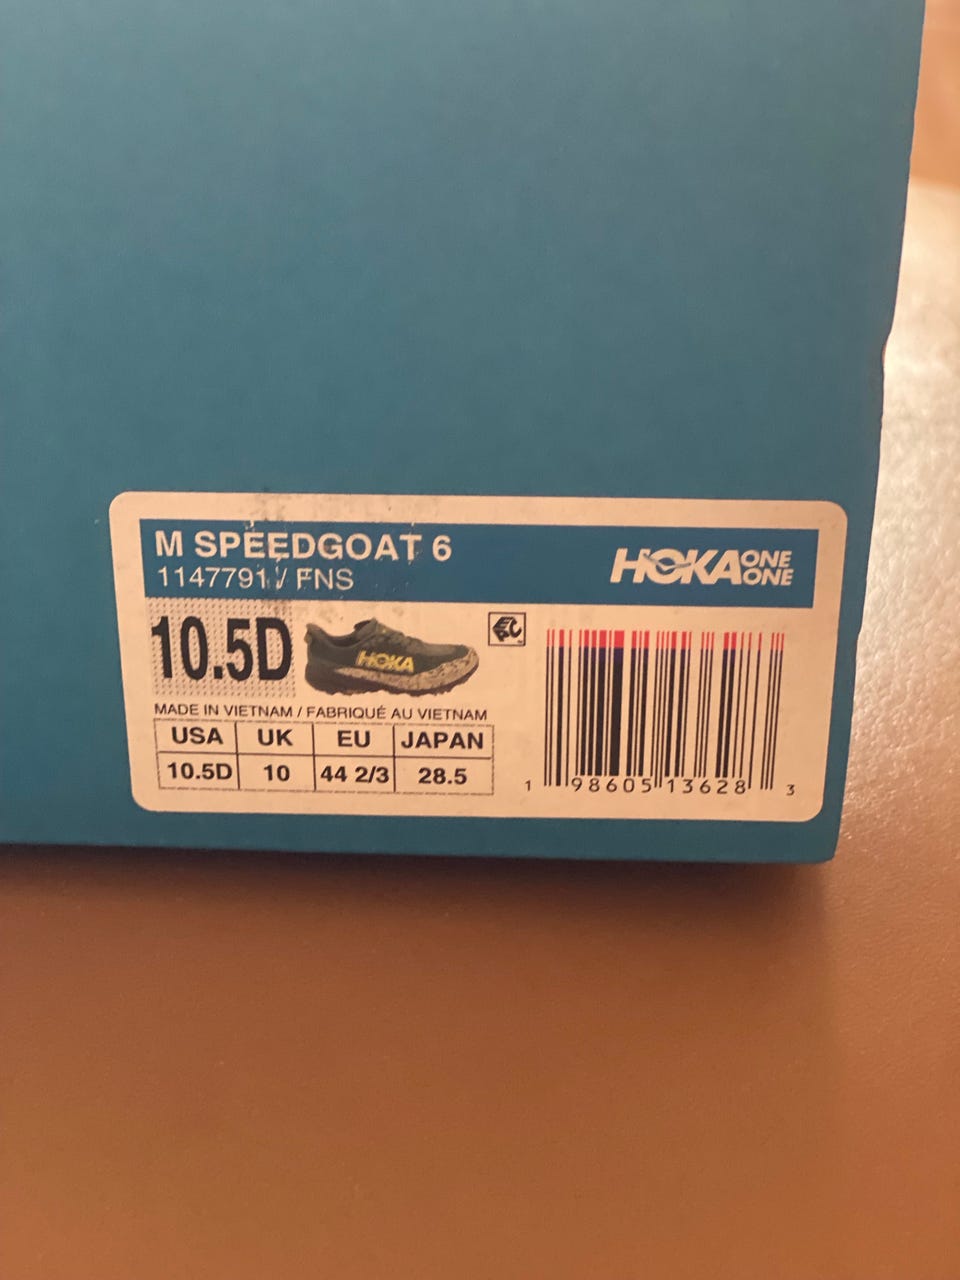 M SPEEDGOAT 6
1147791 / FNS
HOKA ONE ONE
10.5D
HOKA
MADE IN VIETNAM / FABRIQUÉ AU VIETNAM
USA UK EU JAPAN
10.5D 10 44 2/3 28.5
1 98605 13628 3